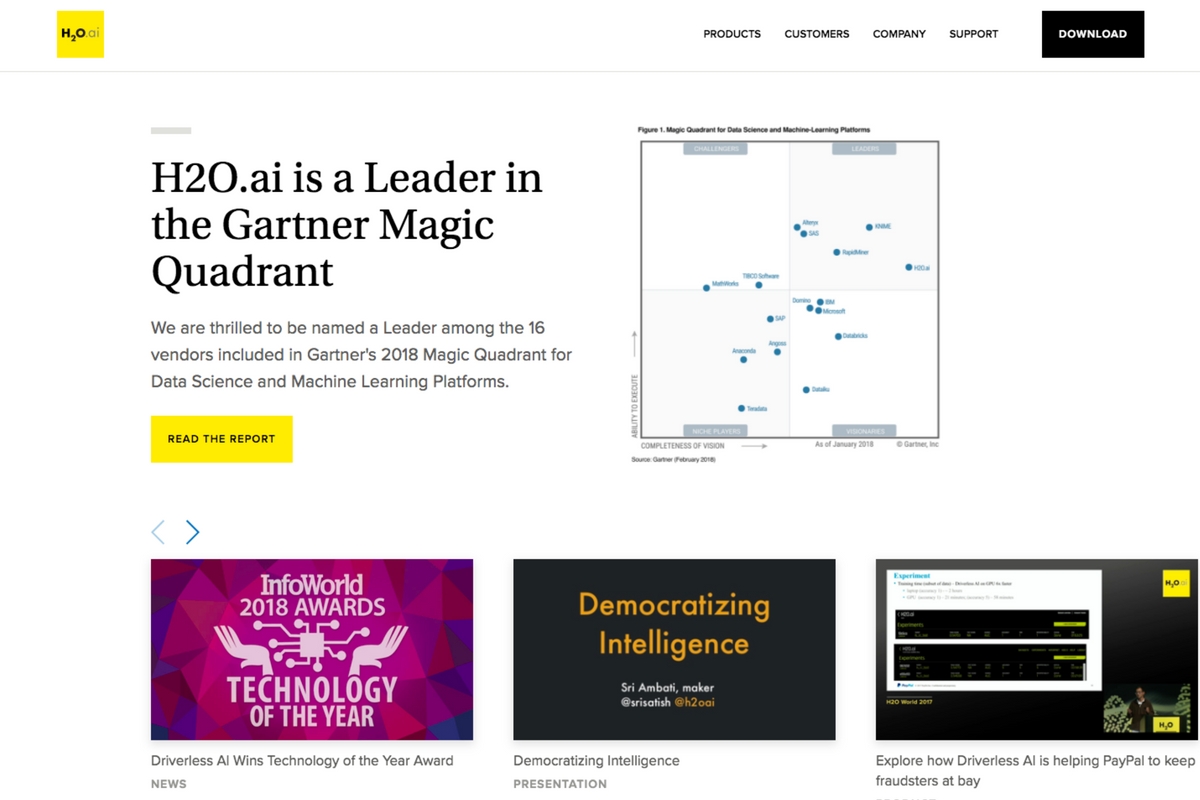 H2O.ai
PRODUCTS
CUSTOMERS
COMPANY
SUPPORT
DOWNLOAD
H2O.ai is a Leader in
the Gartner Magic
Quadrant
We are thrilled to be named a Leader among the 16
vendors included in Gartner's 2018 Magic Quadrant for
Data Science and Machine Learning Platforms.
READ THE REPORT
Figure 1. Magic Quadrant for Data Science and Machine-Learning Platforms
CHALLENGERS
LEADERS
Alteryx
SAS
KNIME
RapidMiner
H2O.ai
TIBCO Software
MathWorks
Domino
IBM
Microsoft
SAP
Databricks
Angoss
Anaconda
Dataiku
Teradata
NICHE PLAYERS
VISIONARIES
ABILITY TO EXECUTE
COMPLETENESS OF VISION
As of January 2018
© Gartner, Inc
Source: Gartner (February 2018)
InfoWorld
2018 AWARDS
TECHNOLOGY
OF THE YEAR
Driverless AI Wins Technology of the Year Award
NEWS
Democratizing
Intelligence
Sri Ambati, maker
@srisatish @h2oai
Democratizing Intelligence
PRESENTATION
Experiment
H2O.ai
Experiments
Experiments
PayPal
H2O World 2017
H2O
Explore how Driverless AI is helping PayPal to keep
fraudsters at bay